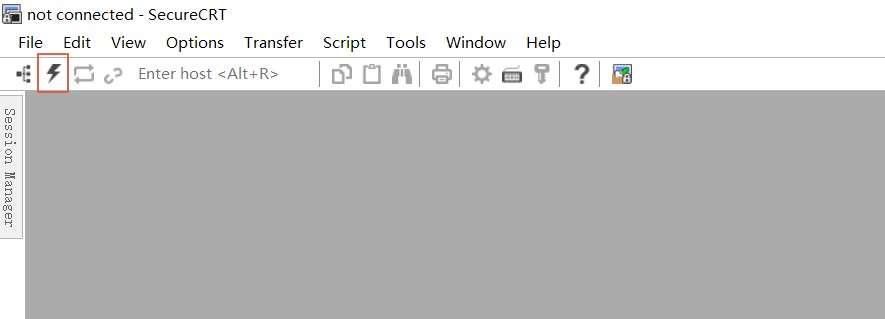 not connected - SecureCRT
File Edit View Options Transfer Script Tools Window Help
Enter host <Alt+R>
?
Session Manager